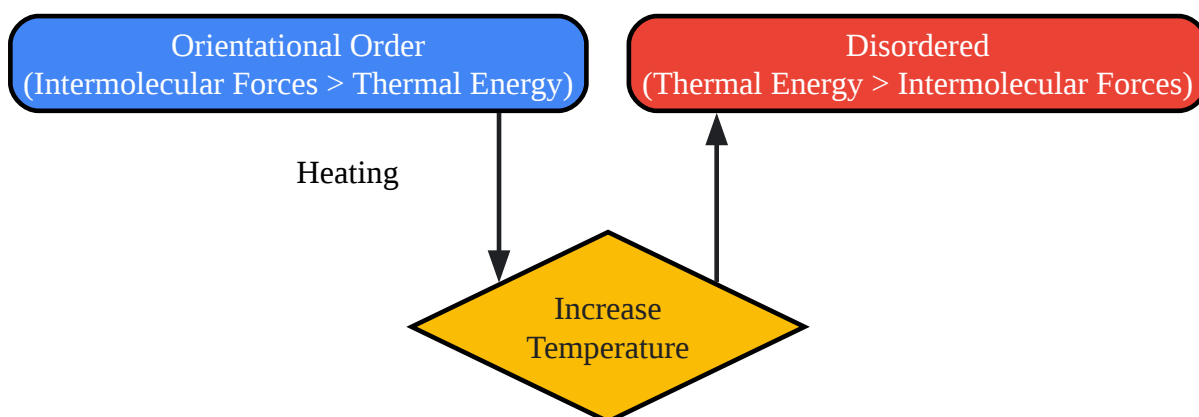 Orientational Order
(Intermolecular Forces > Thermal Energy)
Disordered
(Thermal Energy > Intermolecular Forces)
Heating
Increase
Temperature